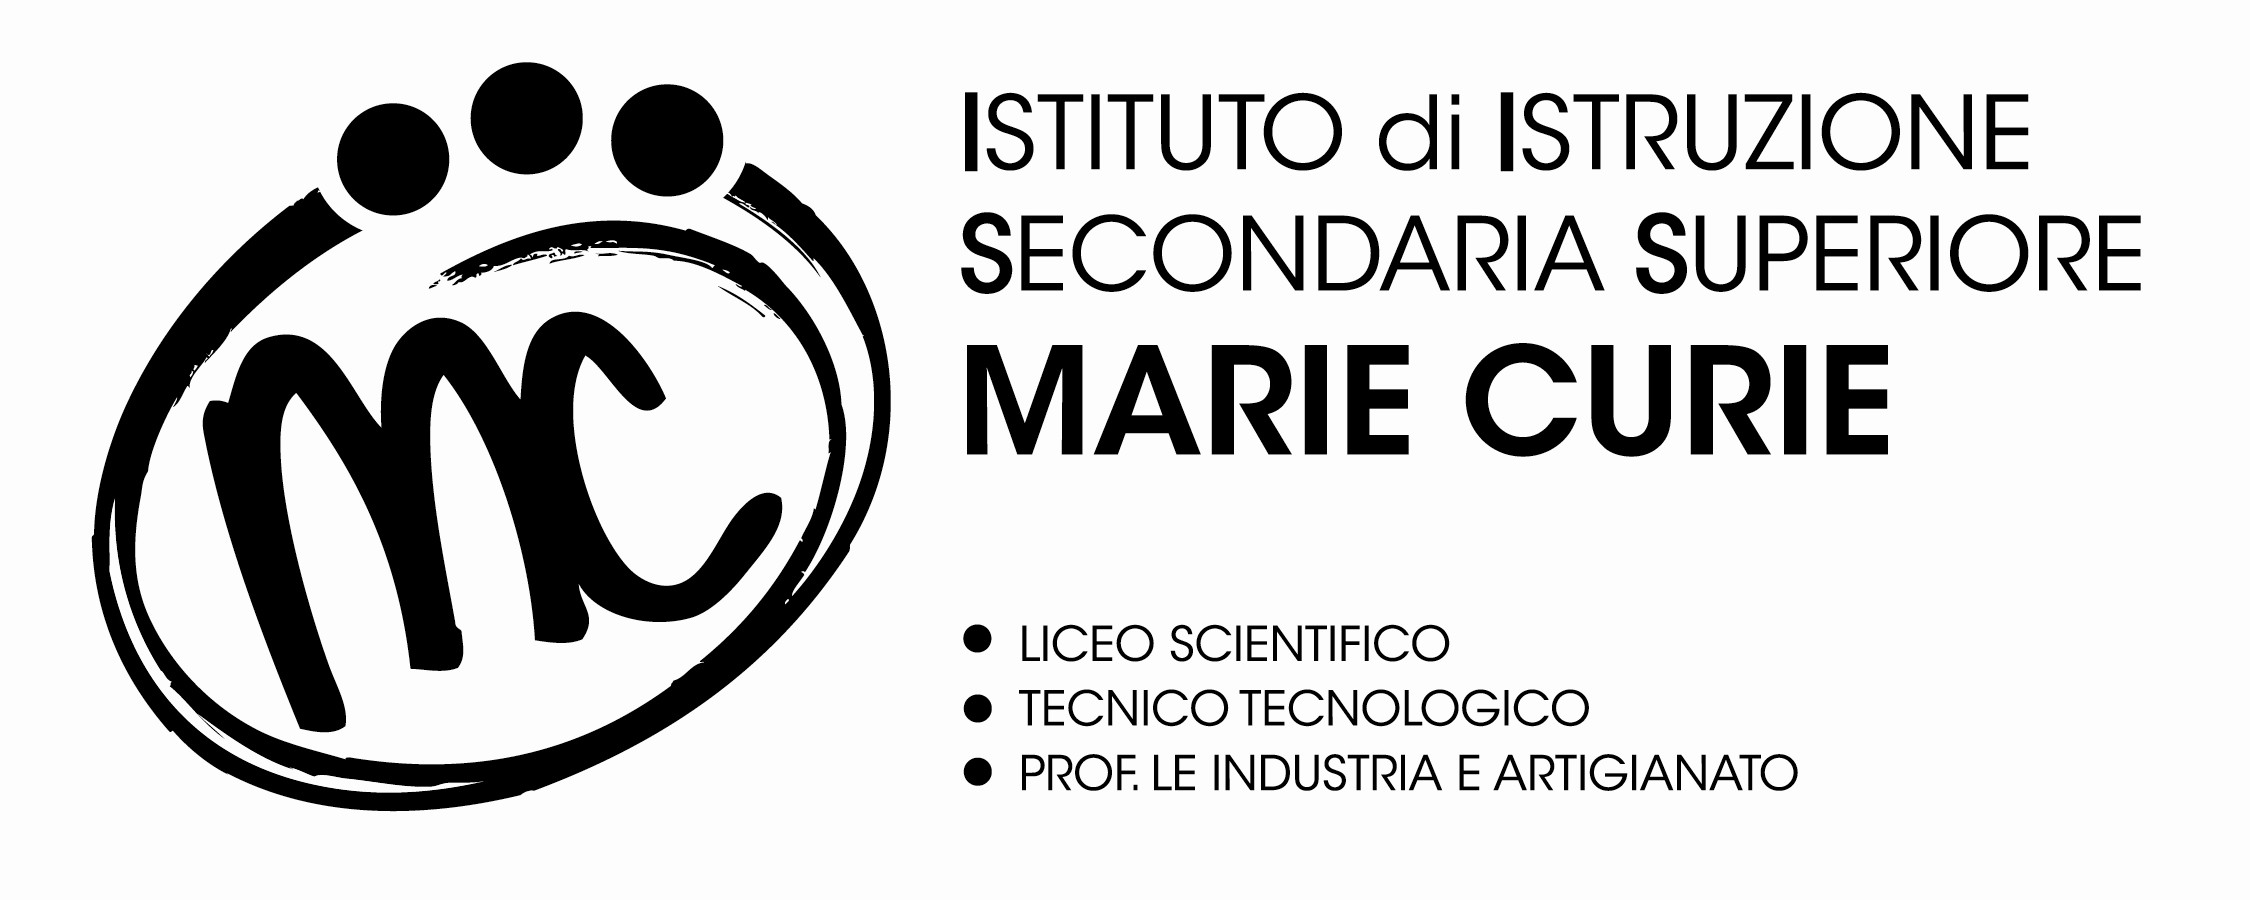 mc
ISTITUTO di ISTRUZIONE
SECONDARIA SUPERIORE
MARIE CURIE
• LICEO SCIENTIFICO
• TECNICO TECNOLOGICO
• PROF. LE INDUSTRIA E ARTIGIANATO